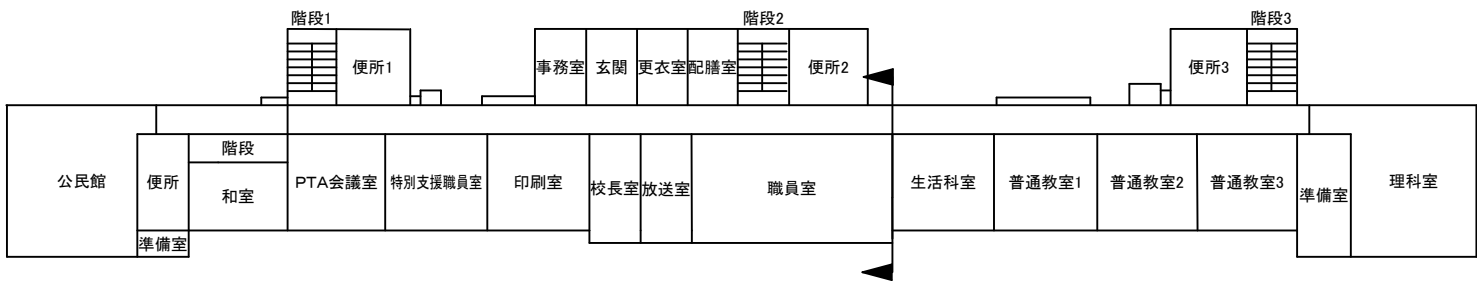 階段1
階段2
階段3
便所1
事務室
玄関
更衣室
配膳室
便所2
便所3
公民館
便所
階段
和室
準備室
PTA会議室
特別支援職員室
印刷室
校長室
放送室
職員室
生活科室
普通教室1
普通教室2
普通教室3
準備室
理科室